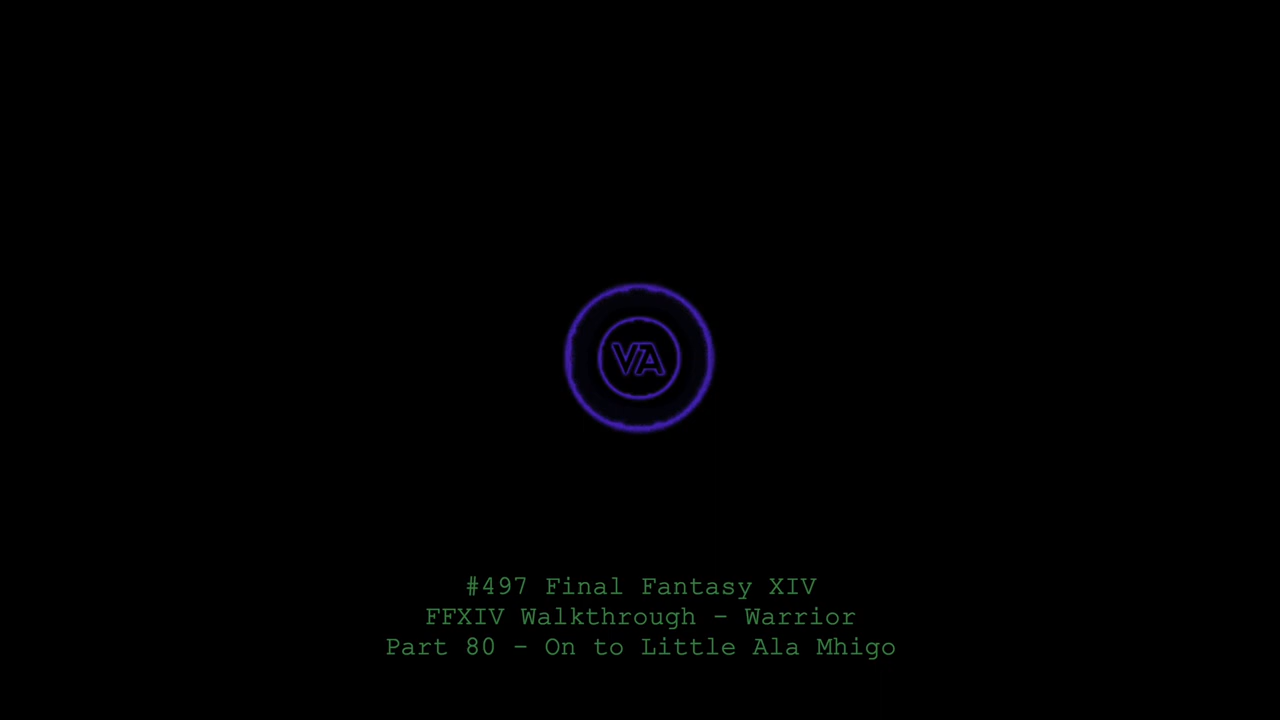 VA
#497 Final Fantasy XIV
FFXIV Walkthrough - Warrior
Part 80 - On to Little Ala Mhigo